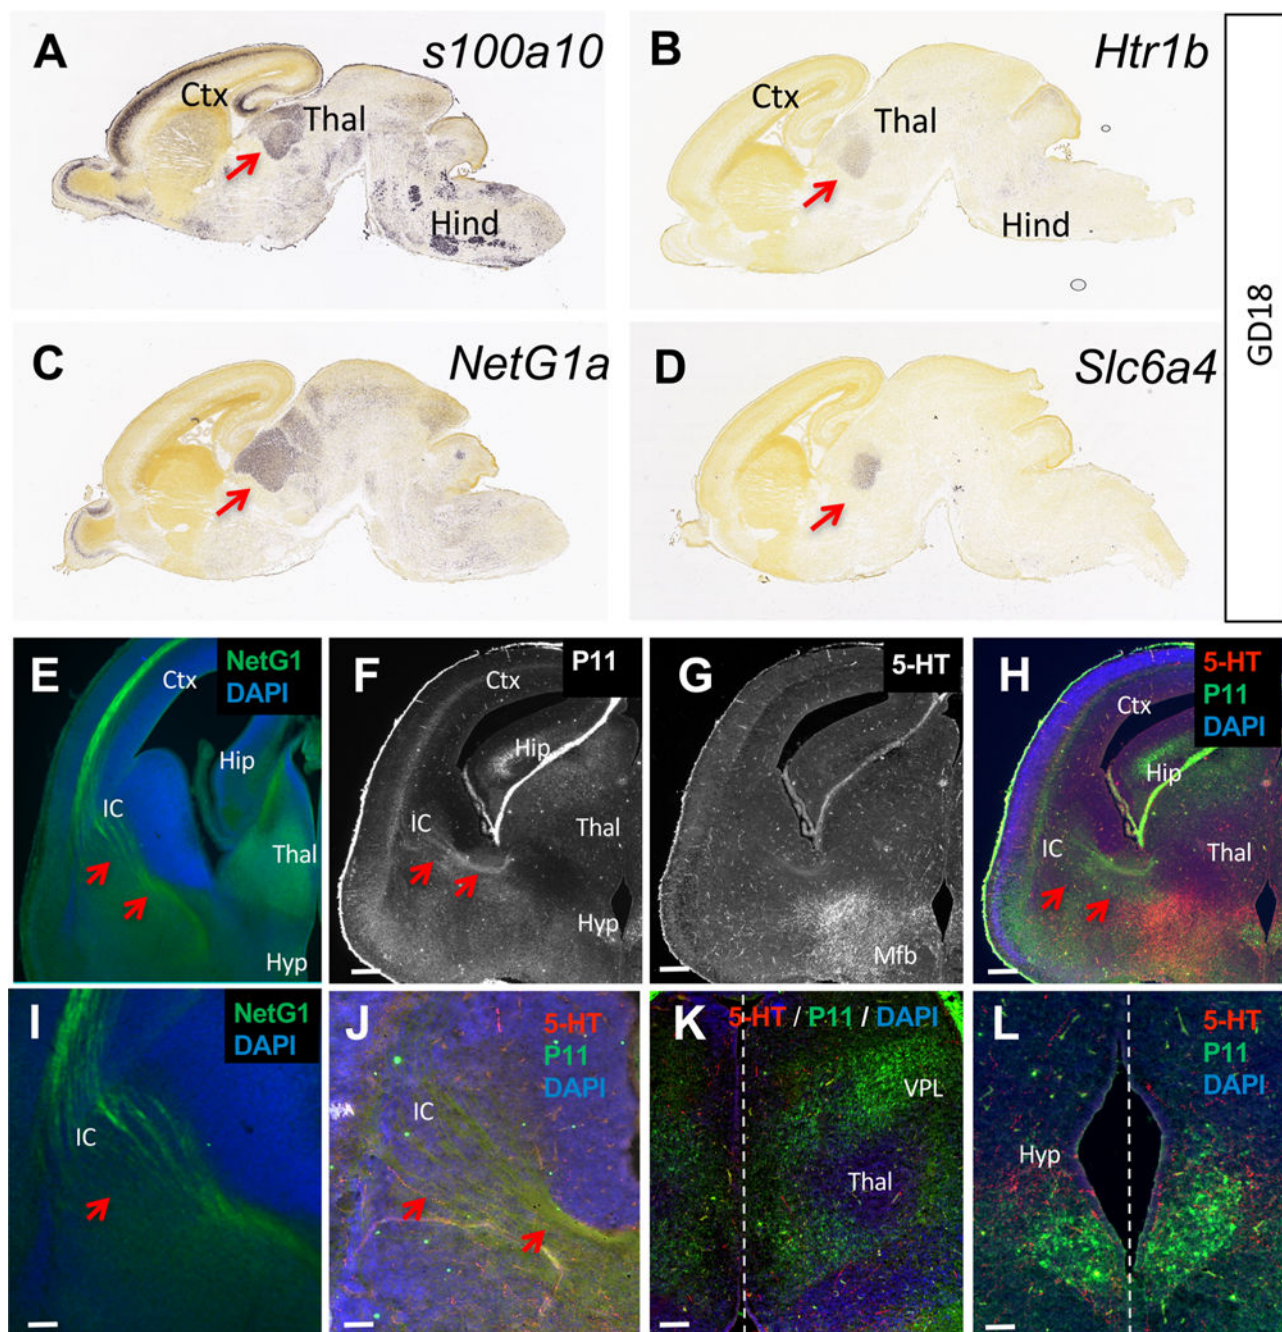 A
s100a10
Ctx
Thal
Hind
B
Htr1b
Ctx
Thal
Hind
C
NetG1a
D
Slc6a4
GD18
E
NetG1
DAPI
Ctx
Hip
IC
Thal
Hyp
F
P11
Ctx
Hip
IC
Thal
Hyp
G
5-HT
Mfb
H
5-HT
P11
DAPI
Ctx
Hip
IC
Thal
I
NetG1
DAPI
IC
J
5-HT
P11
DAPI
IC
K
5-HT / P11 / DAPI
VPL
Thal
L
5-HT
P11
DAPI
Hyp